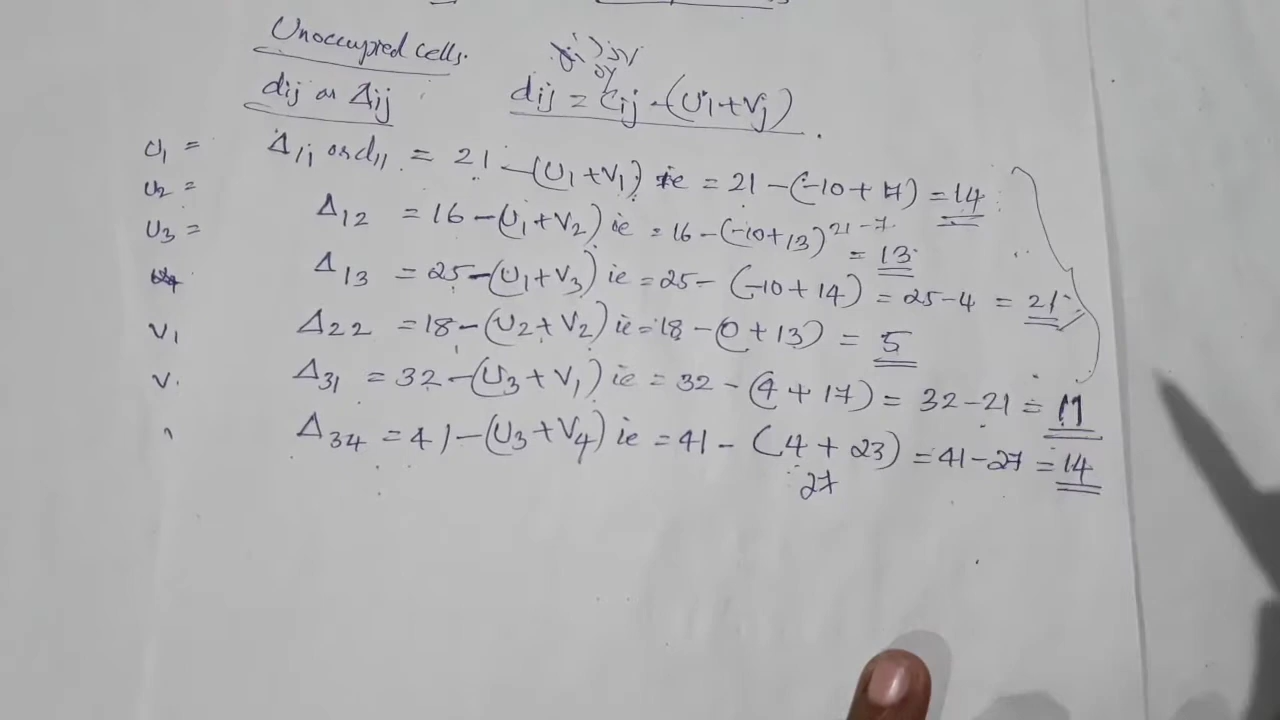 Unoccupied cells.
dij or Δij dij = Cij - (Ui+Vj)
U1 = Δ11 or d11 = 21 - (U1+V1) ie = 21 - (-10+17) = 14
U2 = Δ12 = 16 - (U1+V2) ie = 16 - (-10+13) 21-7
U3 = = 13
Δ13 = 25 - (U1+V3) ie = 25 - (-10+14) = 25-4 = 21
V1 Δ22 = 18 - (U2+V2) ie = 18 - (0+13) = 5
V. Δ31 = 32 - (U3+V1) ie = 32 - (4+17) = 32-21 = 11
Δ34 = 41 - (U3+V4) ie = 41 - (4+23) = 41-27 = 14
27